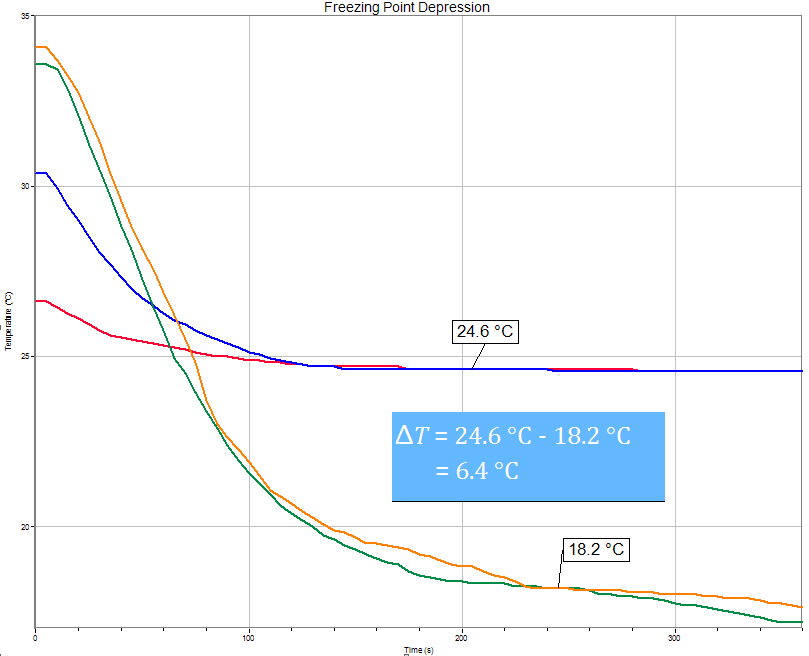 Freezing Point Depression
35
30
25
20
Temperature (°C)
24.6 °C
ΔT = 24.6 °C - 18.2 °C
= 6.4 °C
18.2 °C
0
100
200
300
Time (s)